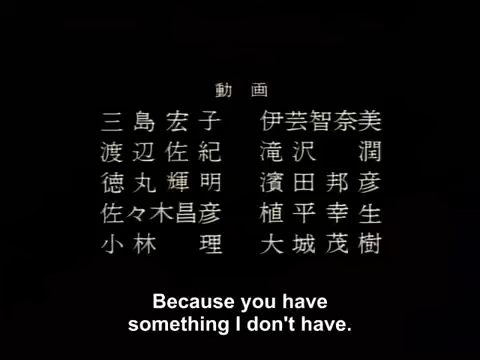 動画
三島宏子 伊芸智奈美
渡辺佐紀 滝沢潤
徳丸輝明 濱田邦彦
佐々木昌彦 植平幸生
小林理 大城茂樹
Because you have
something I don't have.